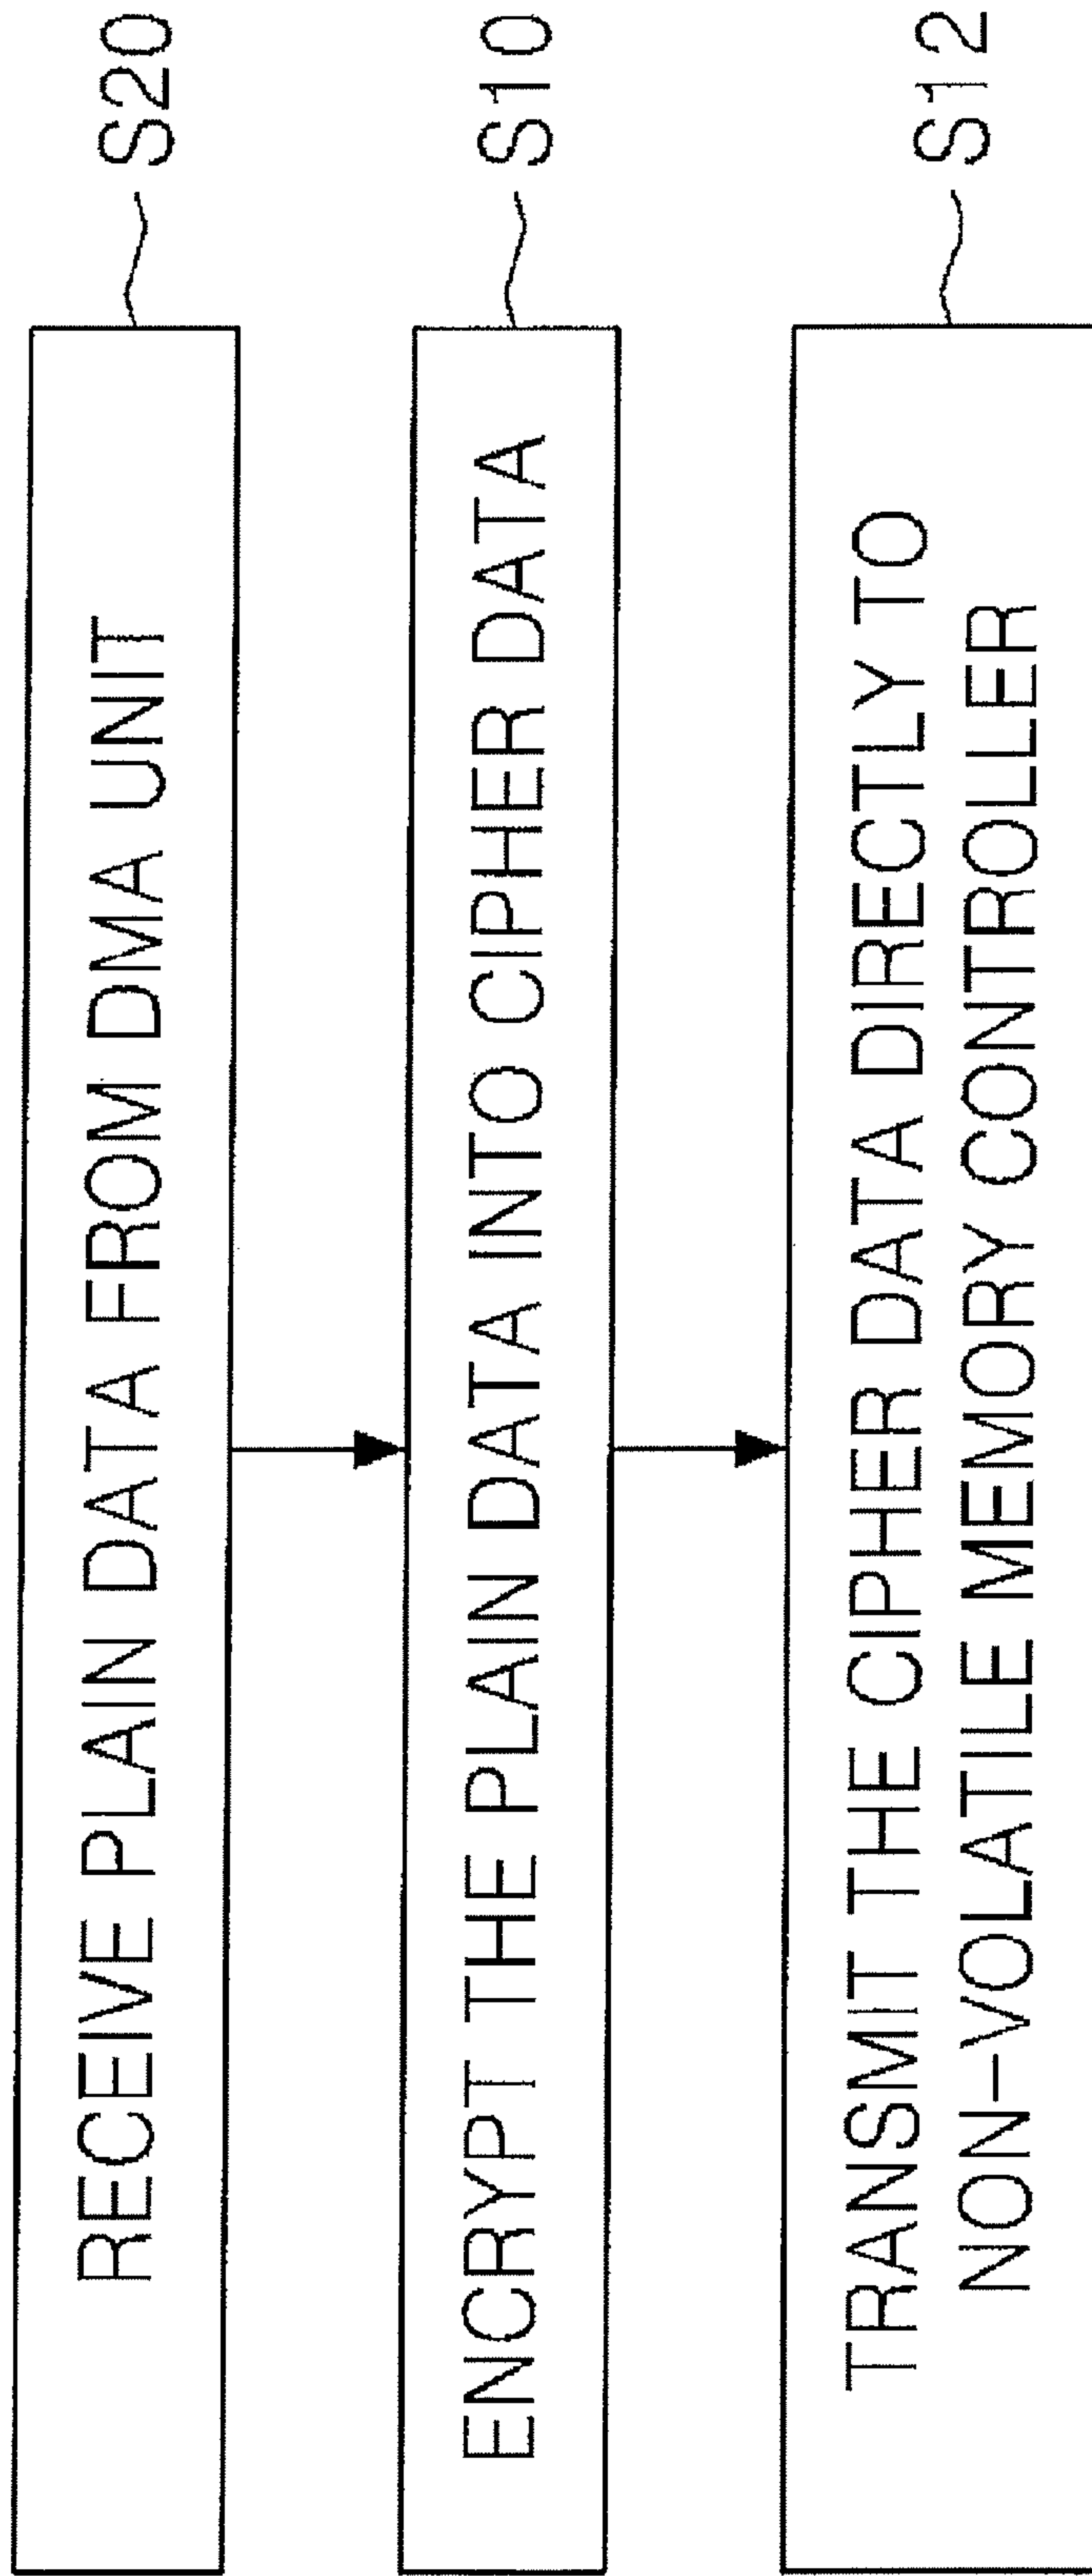 RECEIVE PLAIN DATA FROM DMA UNIT
S20
ENCRYPT THE PLAIN DATA INTO CIPHER DATA
S10
TRANSMIT THE CIPHER DATA DIRECTLY TO
NON-VOLATILE MEMORY CONTROLLER
S12